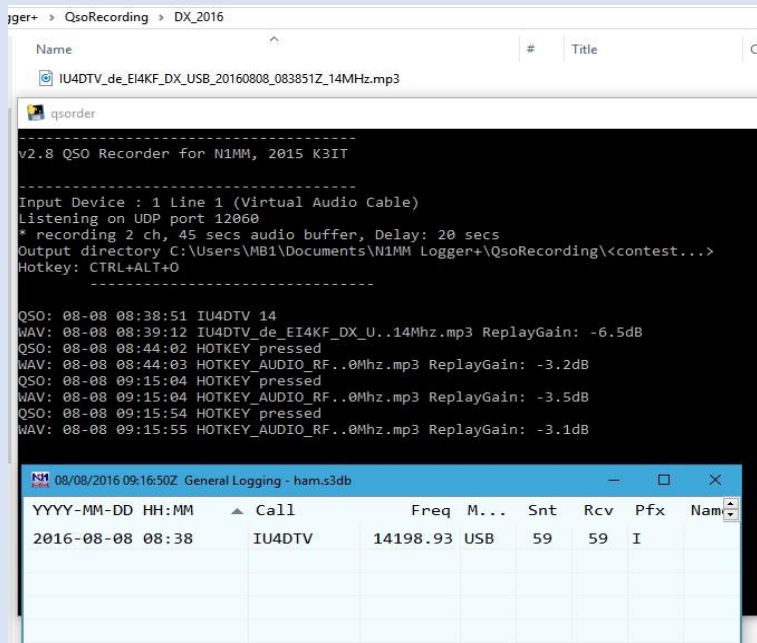 gger+ > QsoRecording > DX_2016
Name # Title C
IU4DTV_de_EI4KF_DX_USB_20160808_083851Z_14MHz.mp3
qsorder
-------------------------------------
v2.8 QSO Recorder for N1MM, 2015 K3IT
-------------------------------------
Input Device : 1 Line 1 (Virtual Audio Cable)
Listening on UDP port 12060
* recording 2 ch, 45 secs audio buffer, Delay: 20 secs
Output directory C:\Users\MB1\Documents\N1MM Logger+\QsoRecording\<contest...>
Hotkey: CTRL+ALT+O
-------------------------------
QSO: 08-08 08:38:51 IU4DTV 14
WAV: 08-08 08:39:12 IU4DTV_de_EI4KF_DX_U..14Mhz.mp3 ReplayGain: -6.5dB
QSO: 08-08 08:44:02 HOTKEY pressed
WAV: 08-08 08:44:03 HOTKEY_AUDIO_RF..0Mhz.mp3 ReplayGain: -3.2dB
QSO: 08-08 09:15:04 HOTKEY pressed
WAV: 08-08 09:15:04 HOTKEY_AUDIO_RF..0Mhz.mp3 ReplayGain: -3.5dB
QSO: 08-08 09:15:54 HOTKEY pressed
WAV: 08-08 09:15:55 HOTKEY_AUDIO_RF..0Mhz.mp3 ReplayGain: -3.1dB
N1MM 08/08/2016 09:16:50Z General Logging - ham.s3db
YYYY-MM-DD HH:MM Call Freq M... Snt Rcv Pfx Nam
2016-08-08 08:38 IU4DTV 14198.93 USB 59 59 I